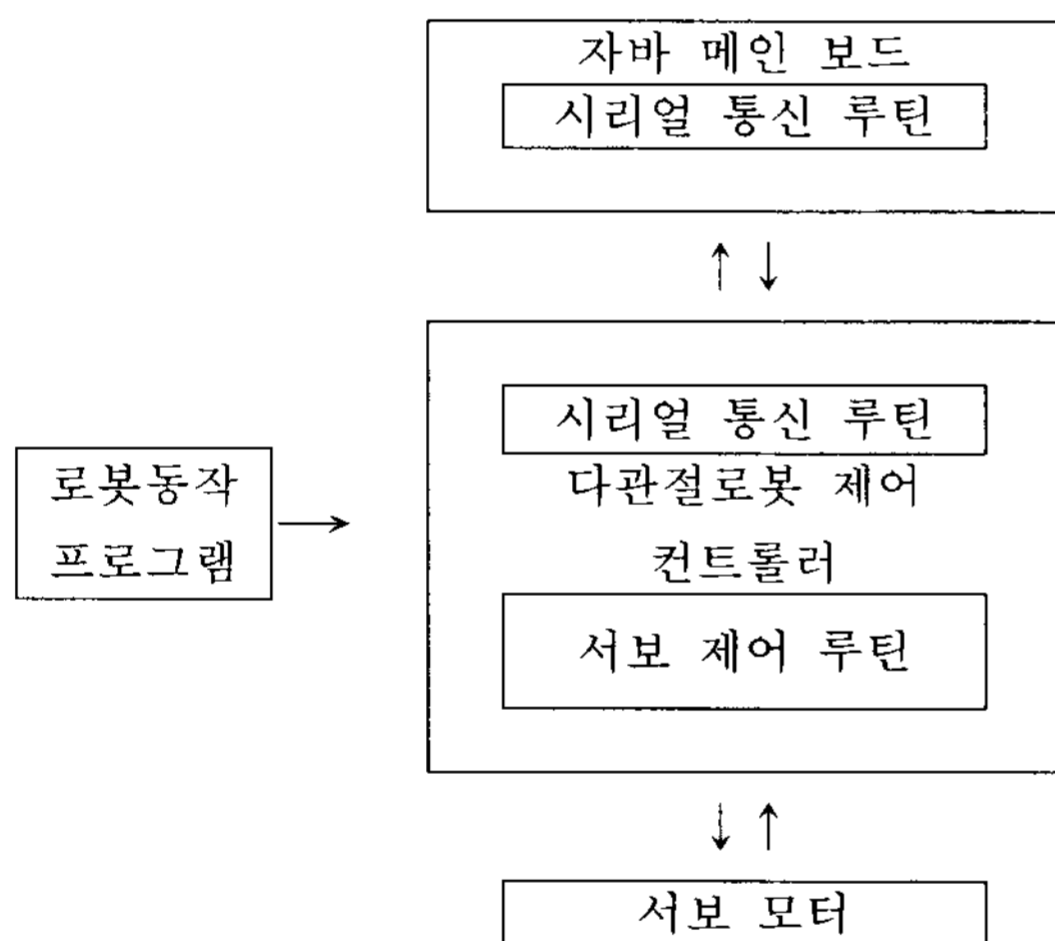 자바 메인 보드
시리얼 통신 루틴
시리얼 통신 루틴
다관절로봇 제어
컨트롤러
서보 제어 루틴
로봇동작
프로그램
서보 모터